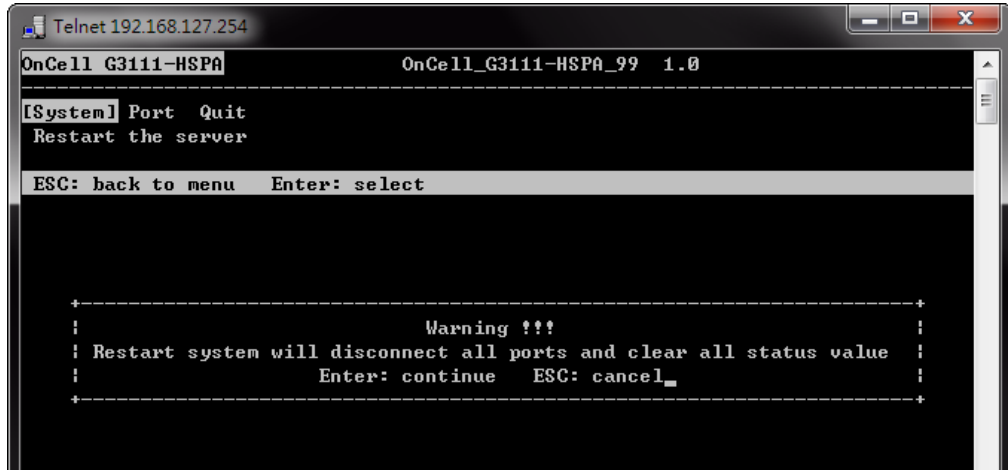 Telnet 192.168.127.254
OnCell G3111-HSPA OnCell_G3111-HSPA_99 1.0
[System] Port Quit
Restart the server
ESC: back to menu Enter: select
Warning !!!
Restart system will disconnect all ports and clear all status value
Enter: continue ESC: cancel_